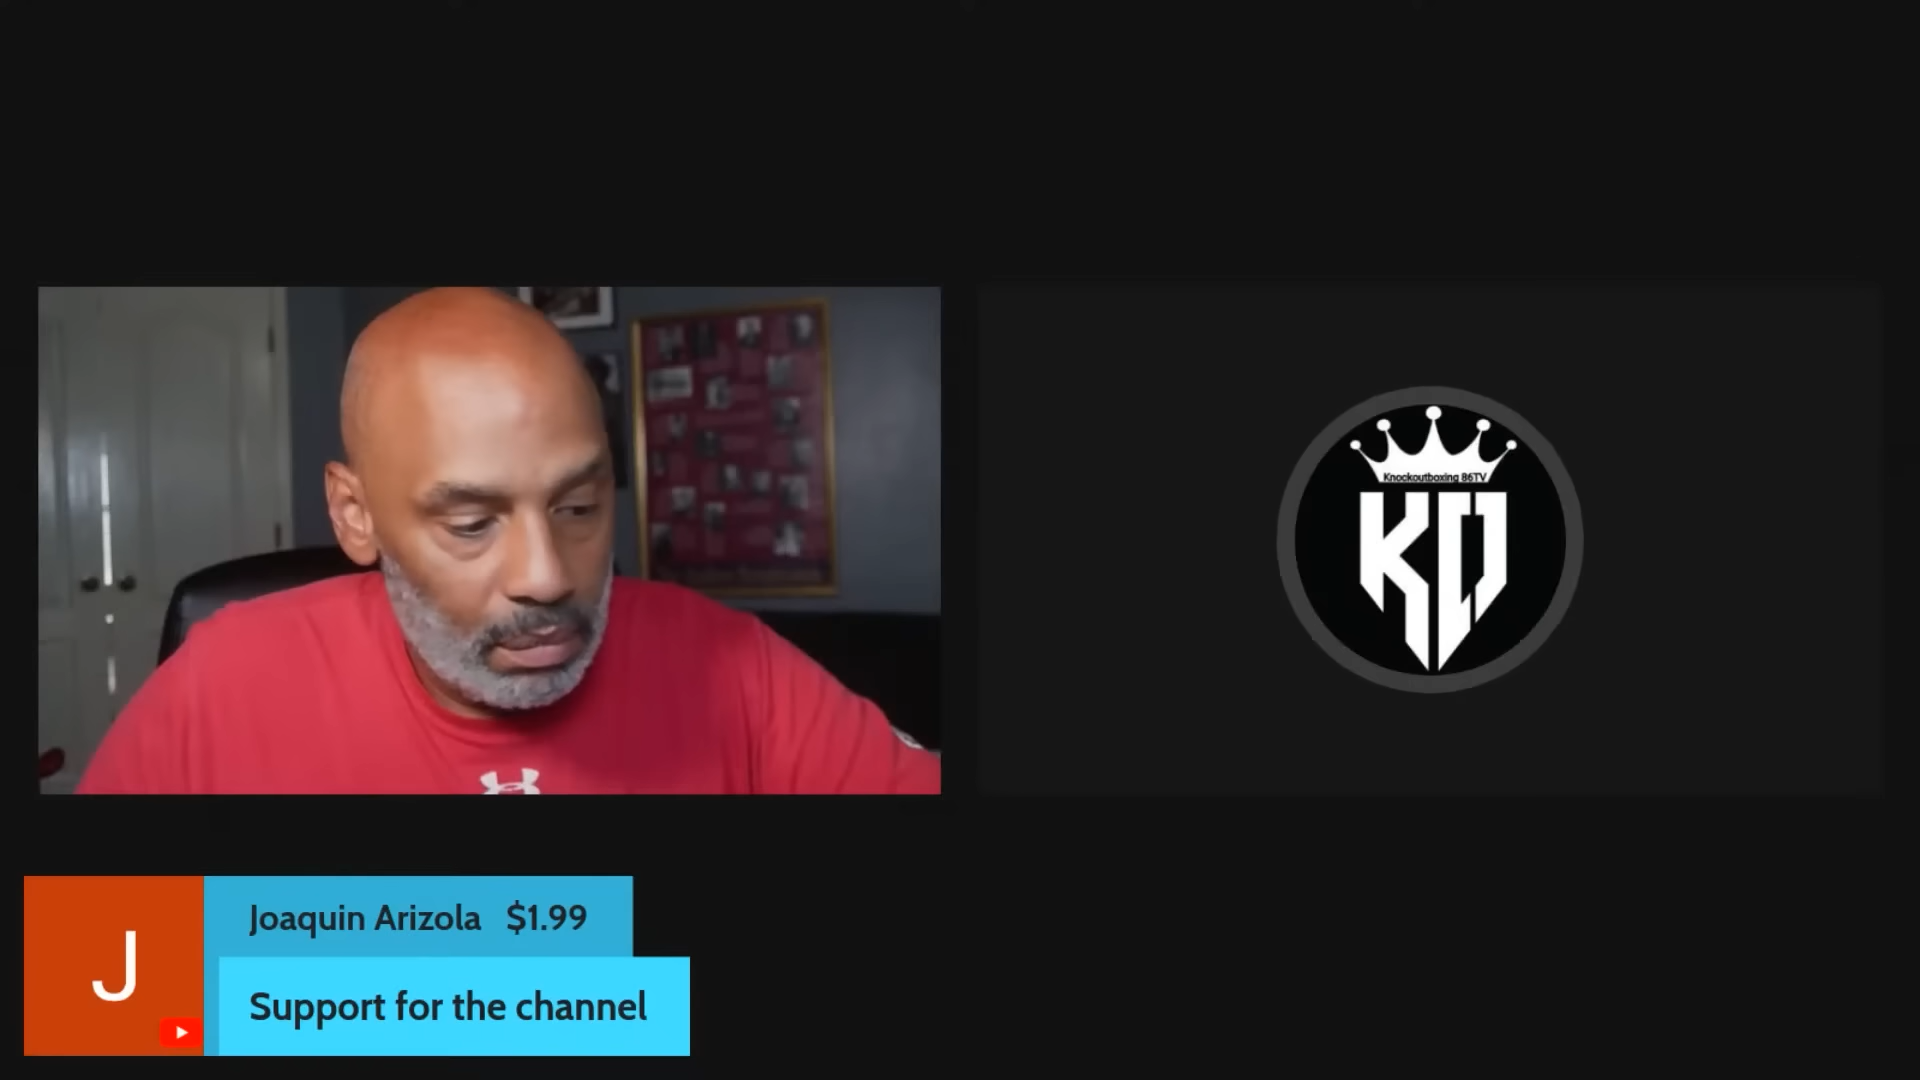 Knockoutboxing 86TV
KO
J
Joaquin Arizola $1.99
Support for the channel